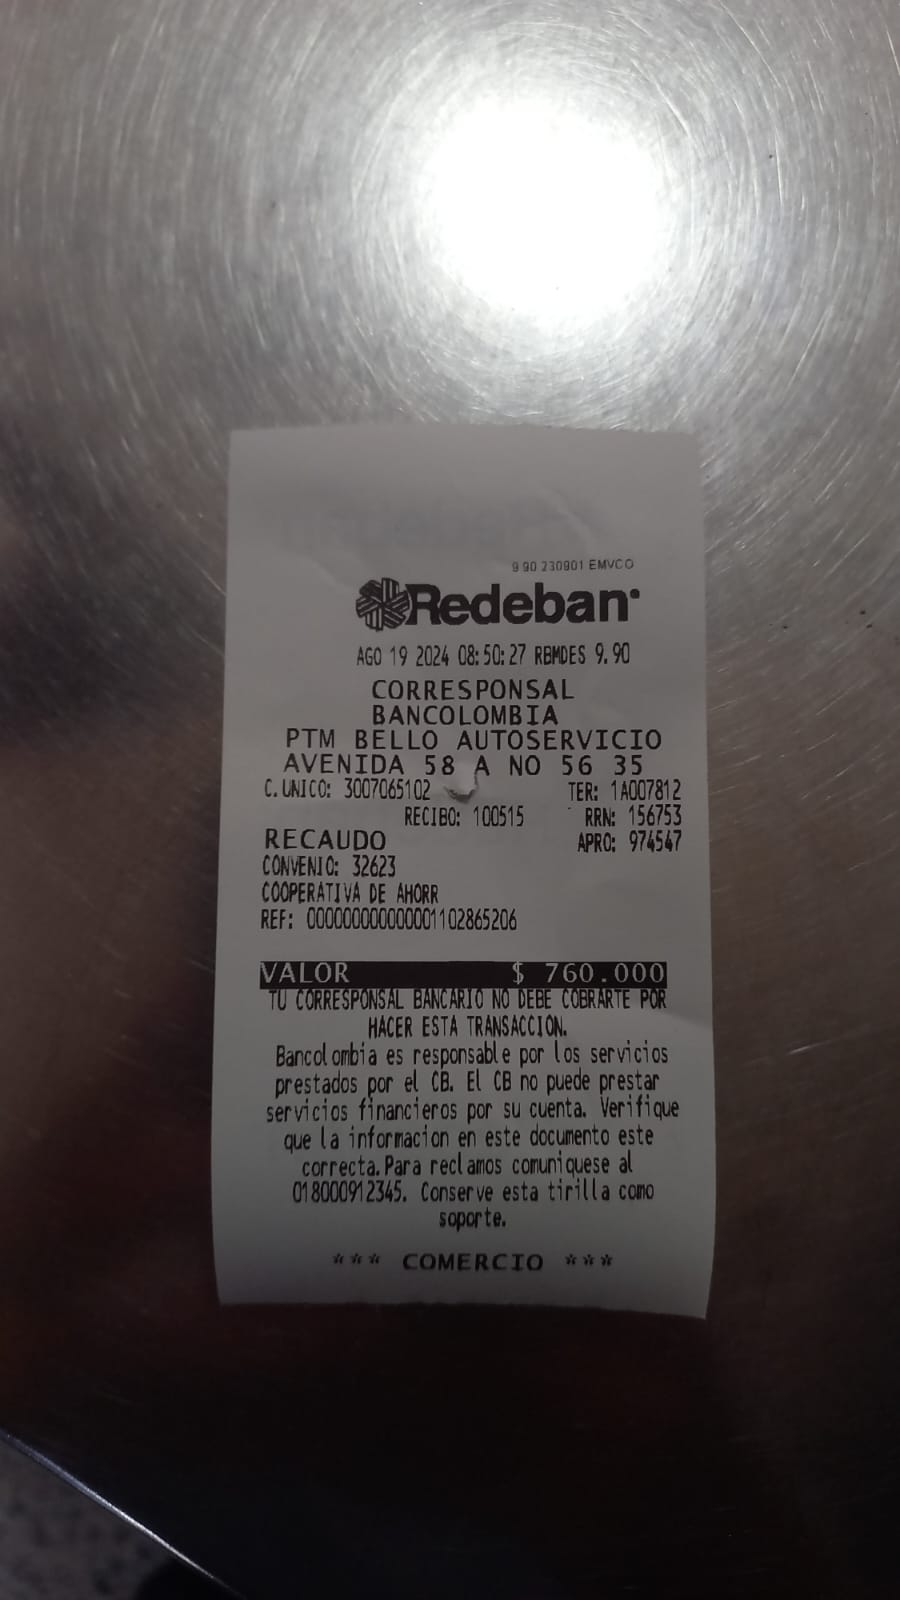 9 90 230901 EMVCO
Redeban
AGO 19 2024 08:50:27 RBMDES 9.90
CORRESPONSAL
BANCOLOMBIA
PTM BELLO AUTOSERVICIO
AVENIDA 58 A NO 56 35
C.UNICO: 3007065102 TER: 1A007812
RECIBO: 100515 RRN: 156753
RECAUDO APRO: 974547
CONVENIO: 32623
COOPERATIVA DE AHORR
REF: 00000000000001102865206
VALOR $ 760.000
TU CORRESPONSAL BANCARIO NO DEBE COBRARTE POR
HACER ESTA TRANSACCION.
Bancolombia es responsable por los servicios
prestados por el CB. El CB no puede prestar
servicios financieros por su cuenta. Verifique
que la informacion en este documento este
correcta.Para reclamos comuniquese al
018000912345. Conserve esta tirilla como
soporte.
*** COMERCIO ***